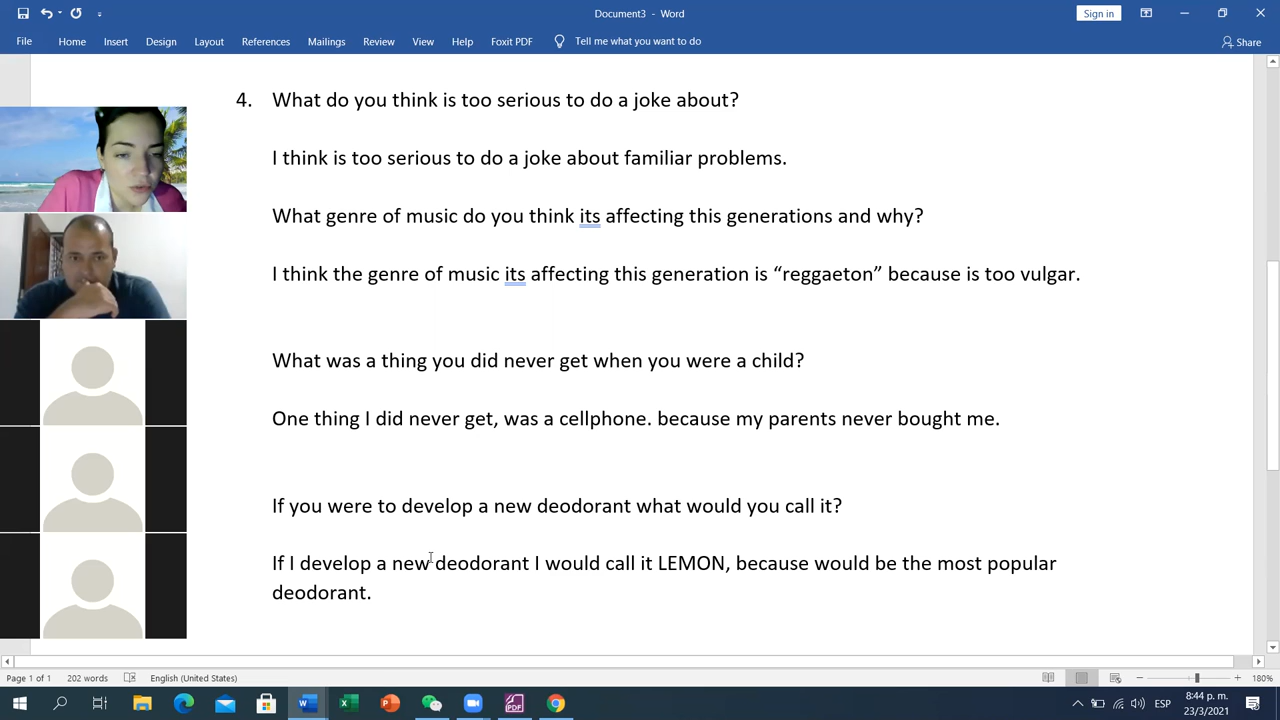 Document3 - Word
Sign in
File Home Insert Design Layout References Mailings Review View Help Foxit PDF Tell me what you want to do Share
4. What do you think is too serious to do a joke about?
I think is too serious to do a joke about familiar problems.
What genre of music do you think its affecting this generations and why?
I think the genre of music its affecting this generation is “reggaeton” because is too vulgar.
What was a thing you did never get when you were a child?
One thing I did never get, was a cellphone. because my parents never bought me.
If you were to develop a new deodorant what would you call it?
If I develop a new deodorant I would call it LEMON, because would be the most popular
deodorant.
Page 1 of 1 202 words English (United States) 180%
ESP 8:44 p. m.
23/3/2021